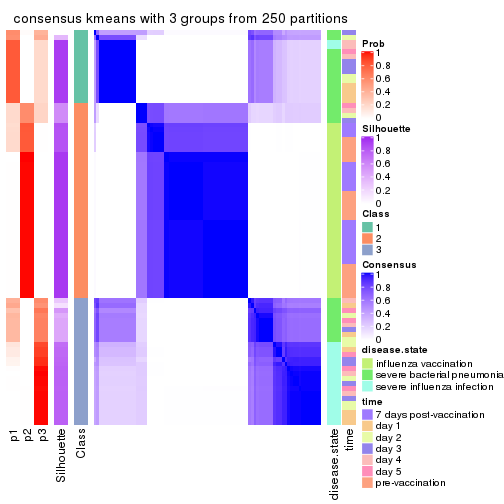 consensus kmeans with 3 groups from 250 partitions
Prob
1
0.8
0.6
0.4
0.2
0
Silhouette
1
0.8
0.6
0.4
0.2
0
Class
1
2
3
Consensus
1
0.8
0.6
0.4
0.2
0
disease.state
influenza vaccination
severe bacterial pneumonia
severe influenza infection
time
7 days post-vaccination
day 1
day 2
day 3
day 4
day 5
pre-vaccination
p1
p2
p3
Silhouette
Class
disease.state
time